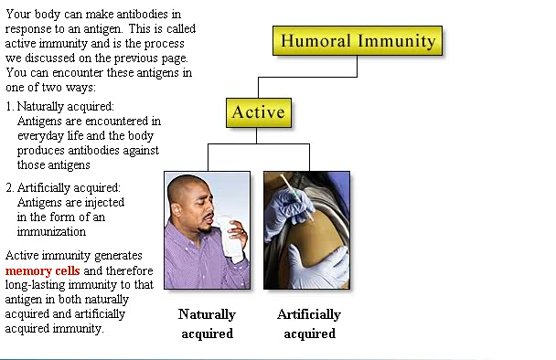 Your body can make antibodies in
response to an antigen. This is called
active immunity and is the process
we discussed on the previous page.
You can encounter these antigens in
one of two ways:
1. Naturally acquired:
Antigens are encountered in
everyday life and the body
produces antibodies against
those antigens
2. Artificially acquired:
Antigens are injected
in the form of an
immunization
Active immunity generates
memory cells and therefore
long-lasting immunity to that
antigen in both naturally
acquired and artificially
acquired immunity.
Humoral Immunity
Active
Naturally
acquired
Artificially
acquired